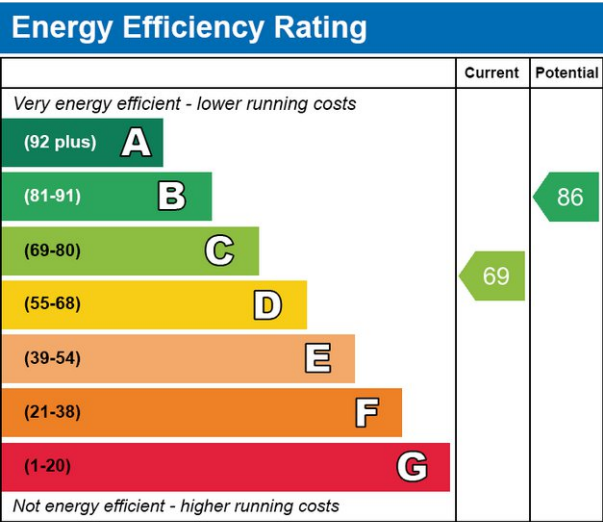 Energy Efficiency Rating
Current Potential
Very energy efficient - lower running costs
(92 plus) A
(81-91) B 86
(69-80) C
69
(55-68) D
(39-54) E
(21-38) F
(1-20) G
Not energy efficient - higher running costs